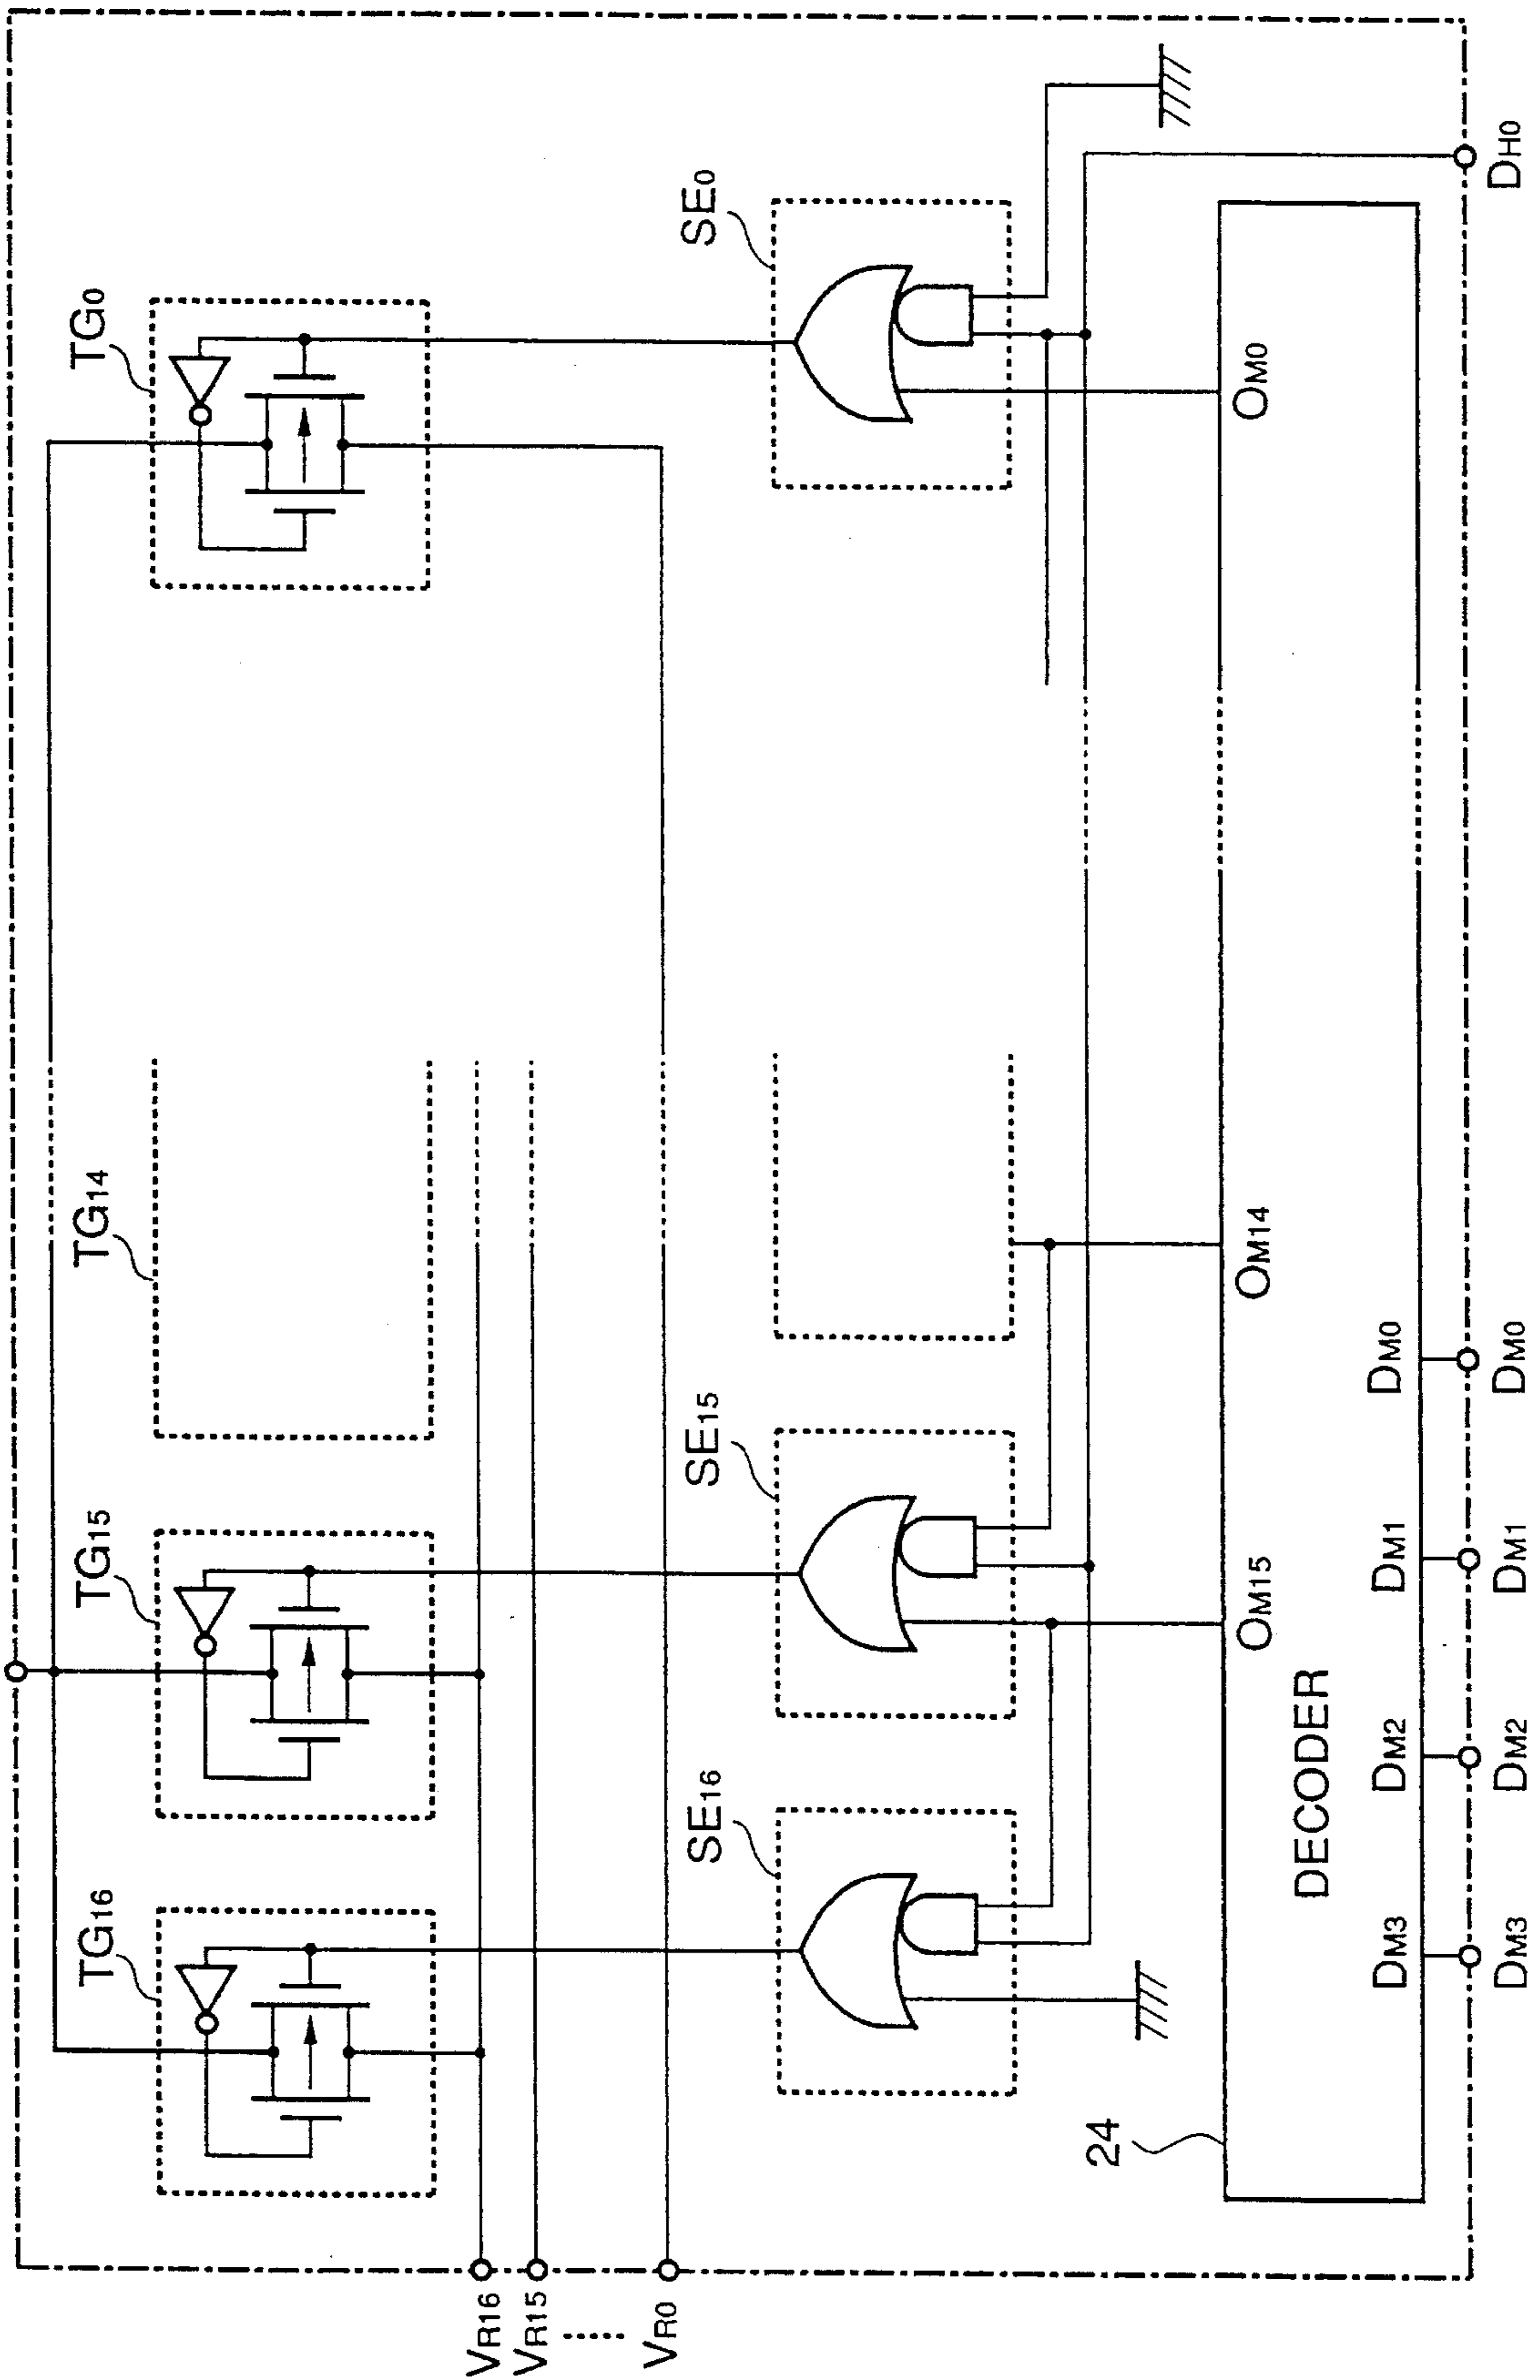 TG16
TG15
TG14
TG0
VR16
VR15
VR0
SE16
SE15
SE0
24
DECODER
OM15
OM14
OM0
DM3
DM2
DM1
DM0
DM3
DM2
DM1
DM0
DH0